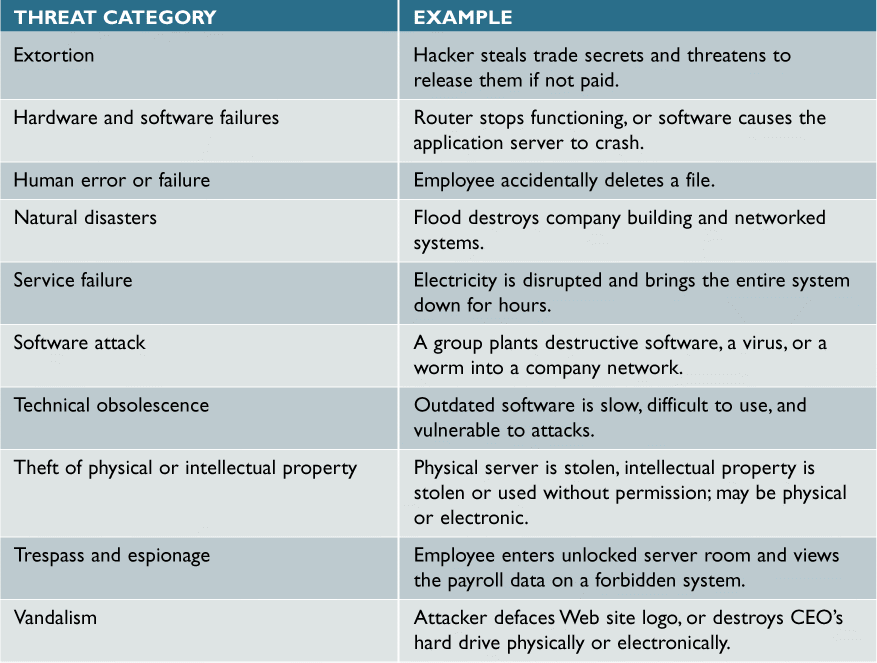 THREAT CATEGORY EXAMPLE
Extortion Hacker steals trade secrets and threatens to
release them if not paid.
Hardware and software failures Router stops functioning, or software causes the
application server to crash.
Human error or failure Employee accidentally deletes a file.
Natural disasters Flood destroys company building and networked
systems.
Service failure Electricity is disrupted and brings the entire system
down for hours.
Software attack A group plants destructive software, a virus, or a
worm into a company network.
Technical obsolescence Outdated software is slow, difficult to use, and
vulnerable to attacks.
Theft of physical or intellectual property Physical server is stolen, intellectual property is
stolen or used without permission; may be physical
or electronic.
Trespass and espionage Employee enters unlocked server room and views
the payroll data on a forbidden system.
Vandalism Attacker defaces Web site logo, or destroys CEO’s
hard drive physically or electronically.